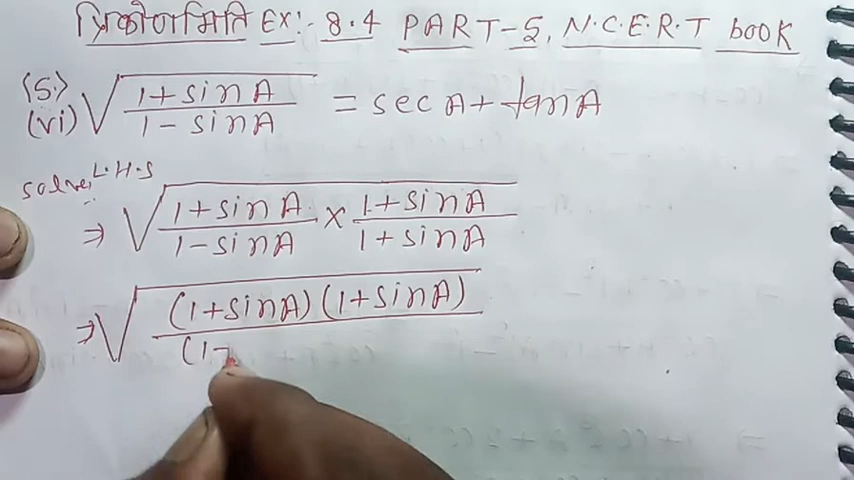 त्रिकोणमिति Ex:- 8.4 PART-5, N.C.E.R.T book
(5.)
(vi) √((1+sinA)/(1-sinA)) = secA+tanA
solve, L.H.S
⇒ √((1+sinA)/(1-sinA) × (1+sinA)/(1+sinA))
⇒ √((1+sinA)(1+sinA)/(1-